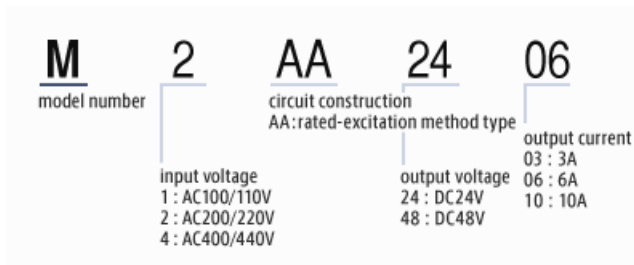 M 2 AA 24 06
model number
circuit construction
AA:rated-excitation method type
input voltage
1 : AC100/110V
2 : AC200/220V
4 : AC400/440V
output voltage
24 : DC24V
48 : DC48V
output current
03 : 3A
06 : 6A
10 : 10A